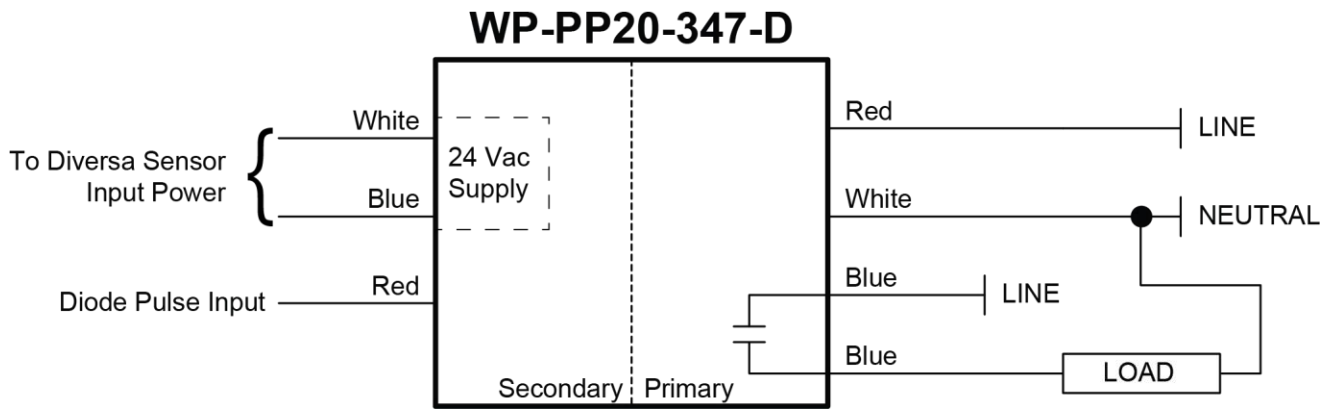 WP-PP20-347-D
White
To Diversa Sensor
Input Power
Blue
24 Vac
Supply
Diode Pulse Input
Red
Secondary
Primary
Red
LINE
White
NEUTRAL
Blue
LINE
Blue
LOAD